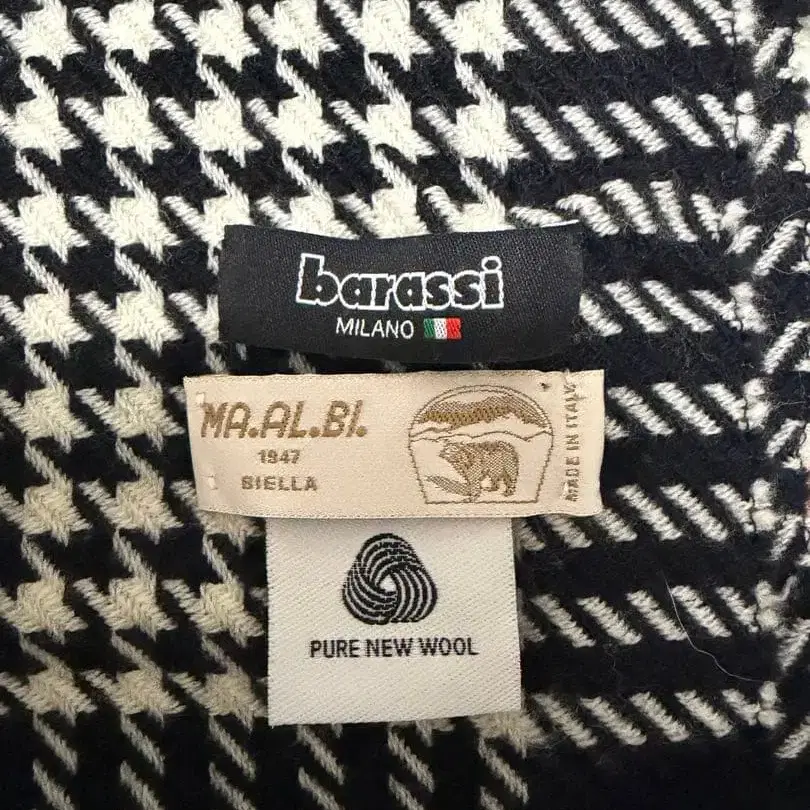 barassi
MILANO
MA.AL.BI.
1947
BIELLA
MADE IN ITALY
PURE NEW WOOL